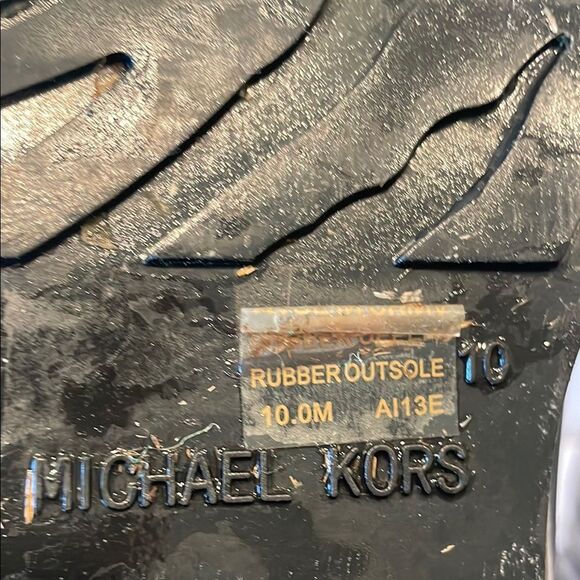 RUBBER OUTSOLE 10
10.0M AI13E
MICHAEL KORS